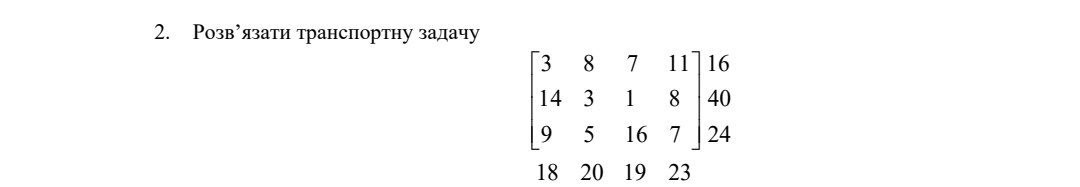 2. Розв’язати транспортну задачу
3 8 7 11 16
14 3 1 8 40
9 5 16 7 24
18 20 19 23